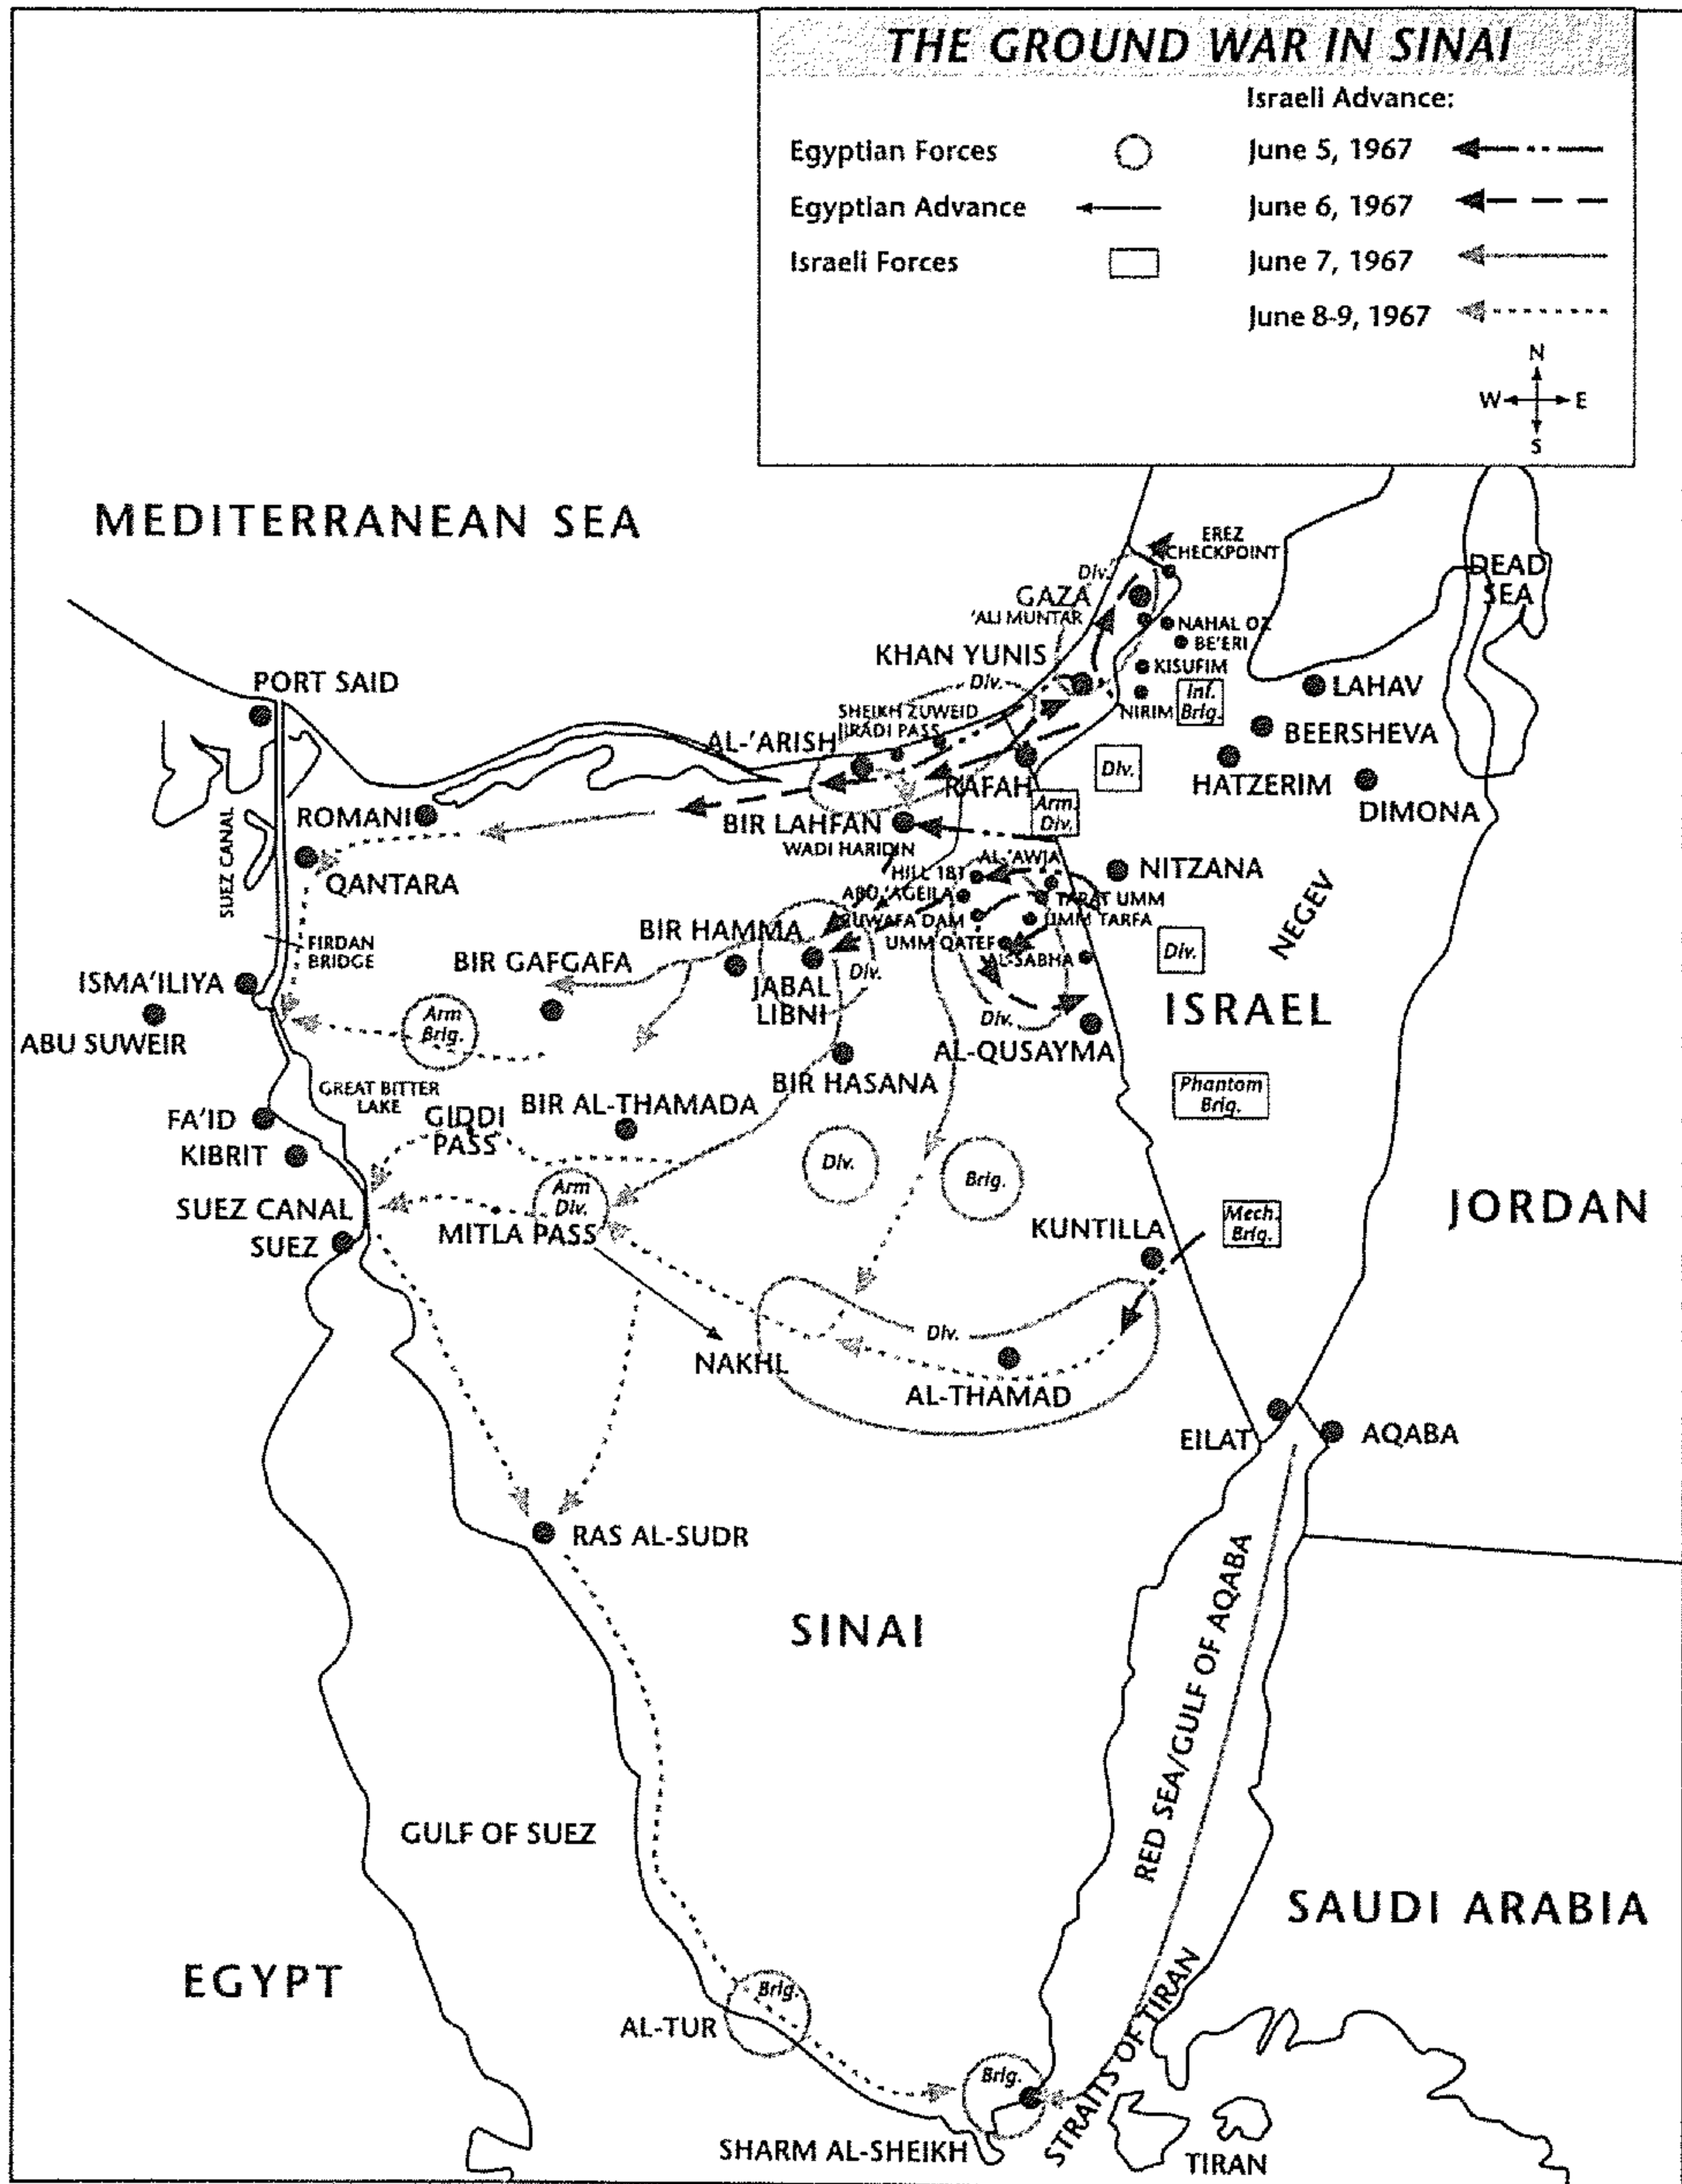 THE GROUND WAR IN SINAI
Israeli Advance:
Egyptian Forces
June 5, 1967
Egyptian Advance
June 6, 1967
Israeli Forces
June 7, 1967
June 8-9, 1967
N
W
E
S
MEDITERRANEAN SEA
EREZ
CHECKPOINT
DEAD
SEA
Div.
GAZA
'ALI MUNTAR
NAHAL OZ
BE'ERI
KHAN YUNIS
KISUFIM
PORT SAID
Div.
LAHAV
NIRIM
Inf.
Brig.
SHEIKH ZUWEID
JIRADI PASS
BEERSHEVA
AL-'ARISH
Div.
RAFAH
HATZERIM
DIMONA
ROMANI
Arm.
Div.
BIR LAHFAN
WADI HARIDIN
SUEZ CANAL
QANTARA
AL-'AWJA
NITZANA
HILL 181
ABU 'AGEILA
TARAT UMM
RUWAFA DAM
UMM TARFA
NEGEV
BIR HAMMA
UMM QATEF
FIRDAN
BRIDGE
BIR GAFGAFA
AL-SABHA
Div.
Div.
ISMA'ILIYA
JABAL
LIBNI
ISRAEL
ABU SUWEIR
Arm
Brig.
Div.
AL-QUSAYMA
BIR HASANA
GREAT BITTER
LAKE
Phantom
Brig.
FA'ID
GIDDI
PASS
BIR AL-THAMADA
KIBRIT
Div.
Brig.
SUEZ CANAL
Arm
Div.
JORDAN
SUEZ
MITLA PASS
KUNTILLA
Mech.
Brig.
Div.
NAKHL
AL-THAMAD
EILAT
AQABA
RAS AL-SUDR
SINAI
RED SEA/GULF OF AQABA
GULF OF SUEZ
SAUDI ARABIA
EGYPT
Brig.
AL-TUR
Brig.
STRAITS OF TIRAN
SHARM AL-SHEIKH
TIRAN